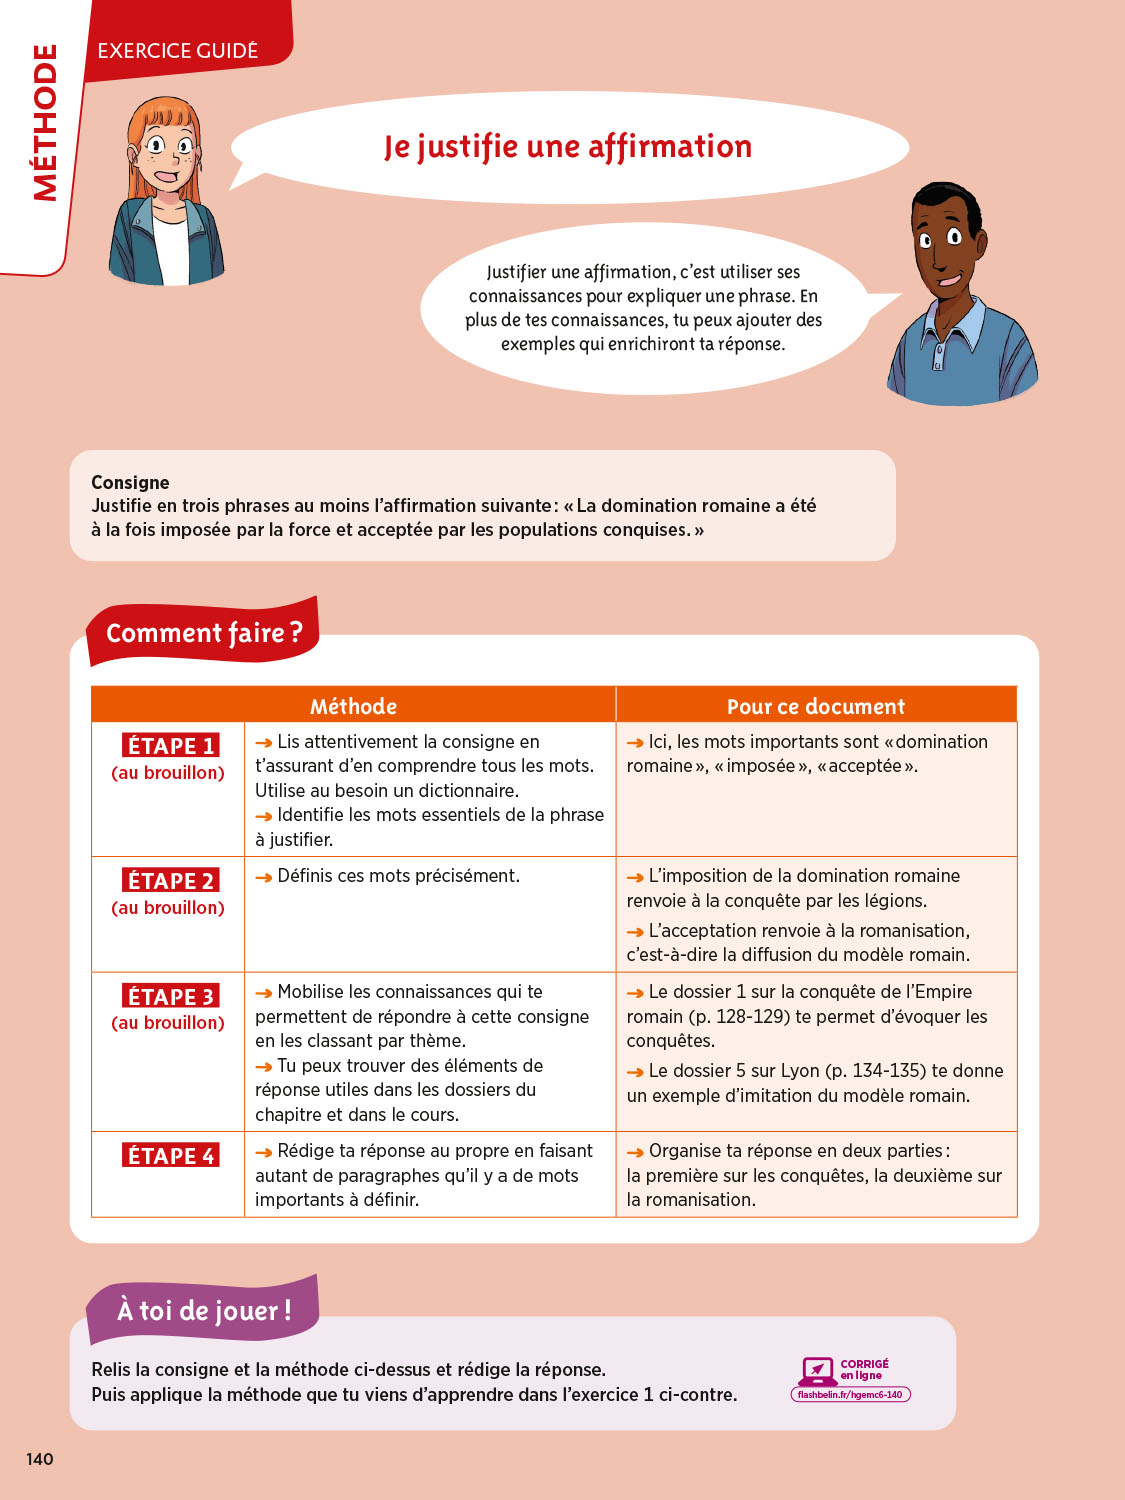 MÉTHODE
EXERCICE GUIDÉ
Je justifie une affirmation
Justifier une affirmation, c'est utiliser ses
connaissances pour expliquer une phrase. En
plus de tes connaissances, tu peux ajouter des
exemples qui enrichiront ta réponse.
Consigne
Justifie en trois phrases au moins l'affirmation suivante : « La domination romaine a été
à la fois imposée par la force et acceptée par les populations conquises. »
Comment faire ?
Méthode
Pour ce document
ÉTAPE 1
(au brouillon)
→ Lis attentivement la consigne en
t'assurant d'en comprendre tous les mots.
Utilise au besoin un dictionnaire.
→ Identifie les mots essentiels de la phrase
à justifier.
→ Ici, les mots importants sont « domination
romaine », « imposée », « acceptée ».
ÉTAPE 2
(au brouillon)
→ Définis ces mots précisément.
→ L'imposition de la domination romaine
renvoie à la conquête par les légions.
→ L'acceptation renvoie à la romanisation,
c'est-à-dire la diffusion du modèle romain.
ÉTAPE 3
(au brouillon)
→ Mobilise les connaissances qui te
permettent de répondre à cette consigne
en les classant par thème.
→ Tu peux trouver des éléments de
réponse utiles dans les dossiers du
chapitre et dans le cours.
→ Le dossier 1 sur la conquête de l'Empire
romain (p. 128-129) te permet d'évoquer les
conquêtes.
→ Le dossier 5 sur Lyon (p. 134-135) te donne
un exemple d'imitation du modèle romain.
ÉTAPE 4
→ Rédige ta réponse au propre en faisant
autant de paragraphes qu'il y a de mots
importants à définir.
→ Organise ta réponse en deux parties :
la première sur les conquêtes, la deuxième sur
la romanisation.
À toi de jouer !
Relis la consigne et la méthode ci-dessus et rédige la réponse.
Puis applique la méthode que tu viens d'apprendre dans l'exercice 1 ci-contre.
CORRIGÉ
en ligne
flashbelin.fr/hgemc6-140
140